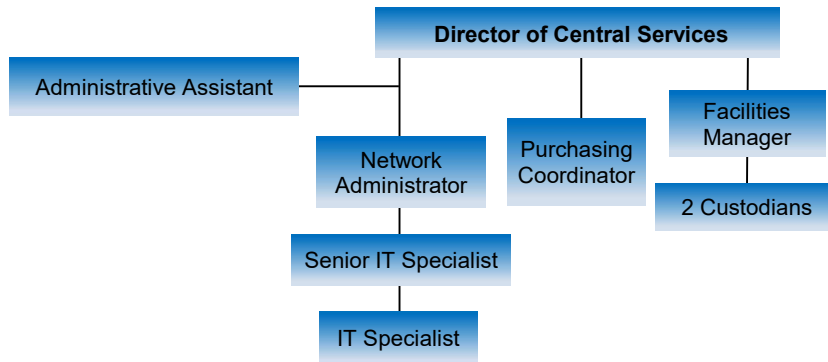 Director of Central Services
Administrative Assistant
Network
Administrator
Purchasing
Coordinator
Facilities
Manager
2 Custodians
Senior IT Specialist
IT Specialist